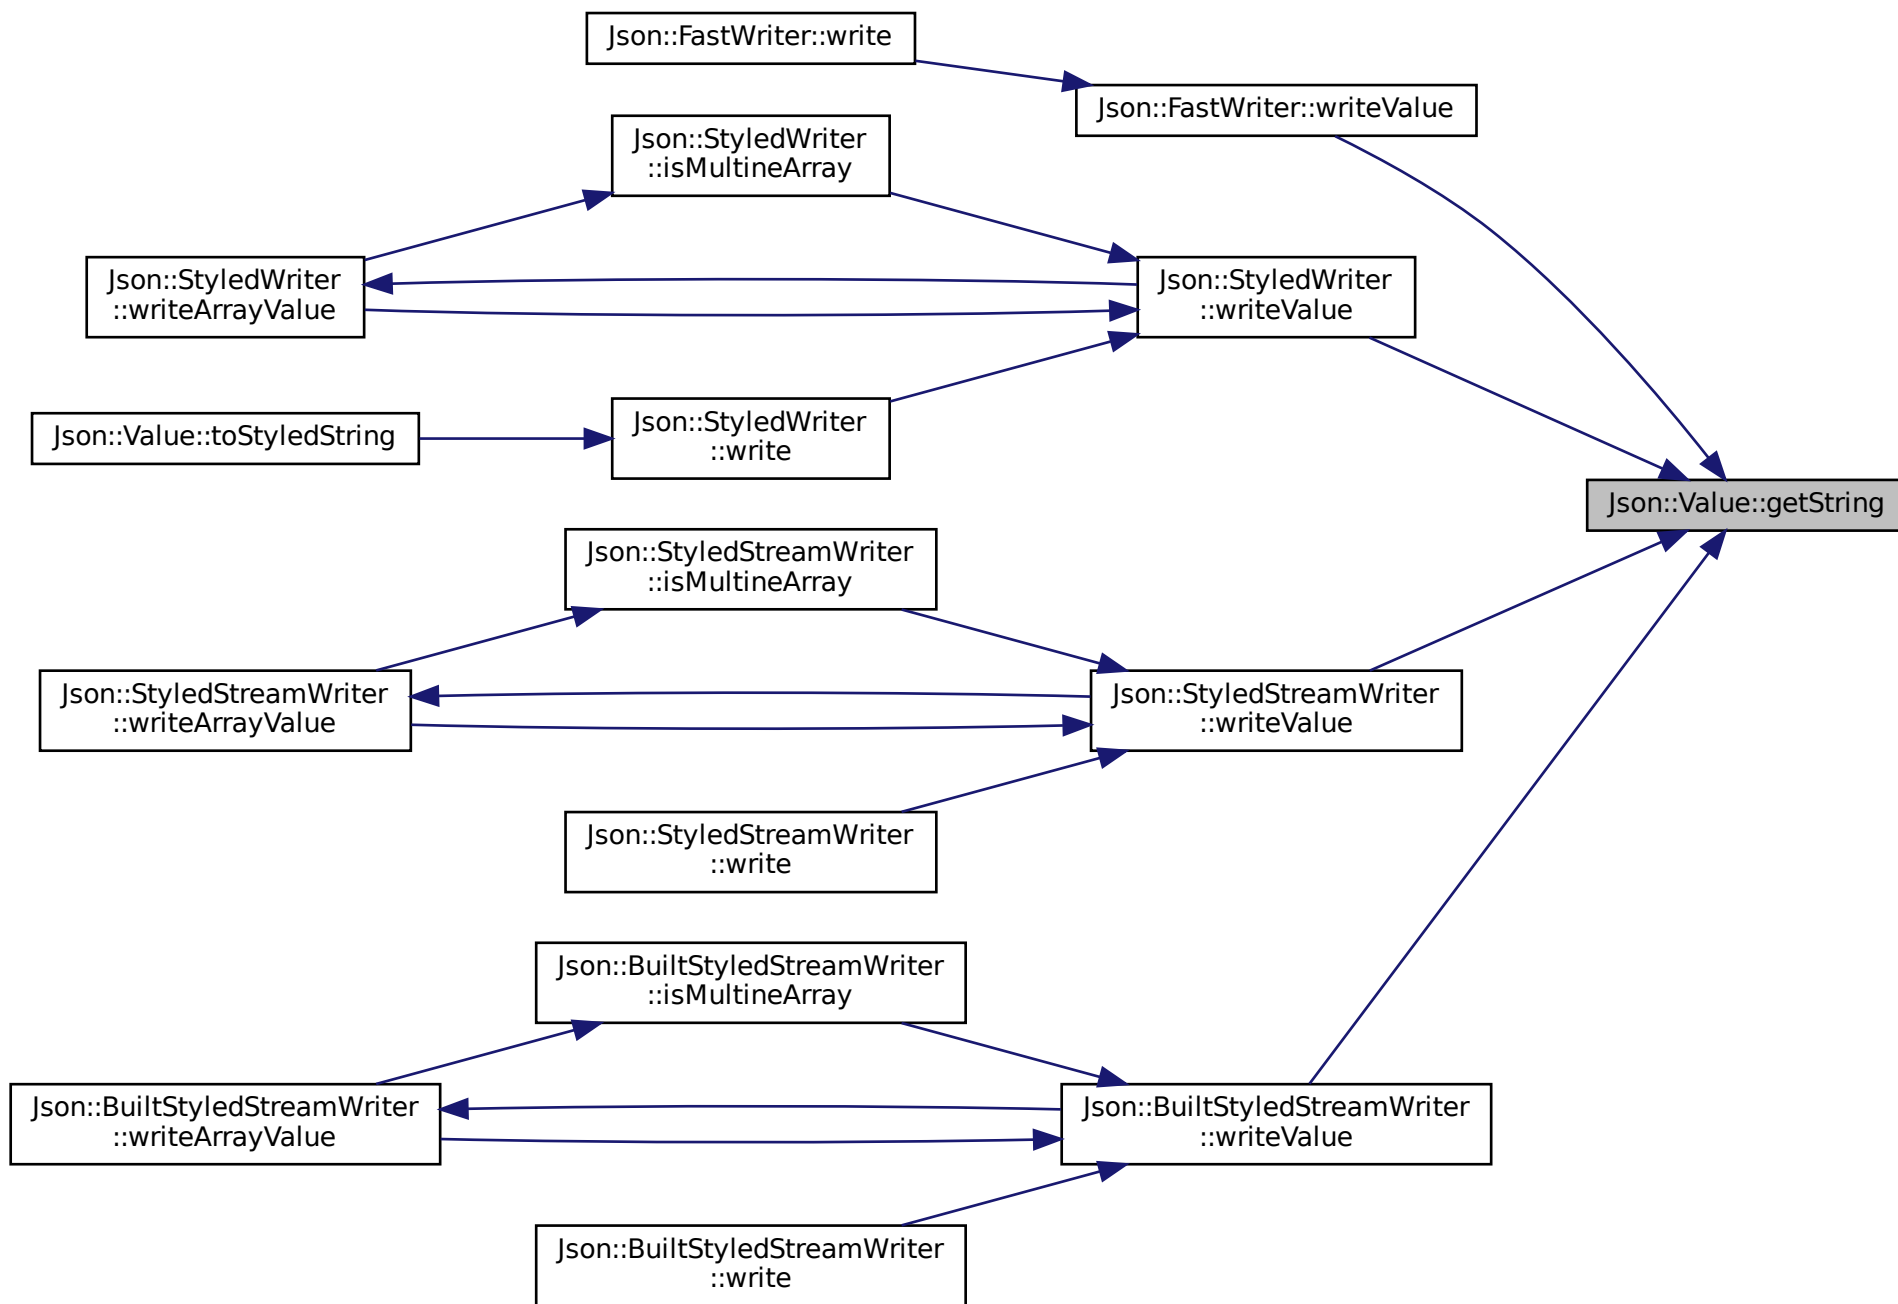 Json::FastWriter::write
Json::FastWriter::writeValue
Json::StyledWriter
::isMultineArray
Json::StyledWriter
::writeArrayValue
Json::StyledWriter
::writeValue
Json::Value::toStyledString
Json::StyledWriter
::write
Json::Value::getString
Json::StyledStreamWriter
::isMultineArray
Json::StyledStreamWriter
::writeArrayValue
Json::StyledStreamWriter
::writeValue
Json::StyledStreamWriter
::write
Json::BuiltStyledStreamWriter
::isMultineArray
Json::BuiltStyledStreamWriter
::writeArrayValue
Json::BuiltStyledStreamWriter
::writeValue
Json::BuiltStyledStreamWriter
::write